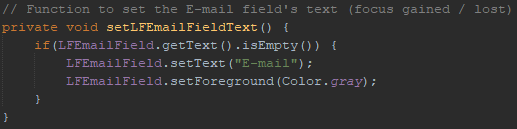 // Function to set the E-mail field's text (focus gained / lost)
private void setLFEmailFieldText() {
    if(LFEmailField.getText().isEmpty()) {
        LFEmailField.setText("E-mail");
        LFEmailField.setForeground(Color.gray);
    }
}